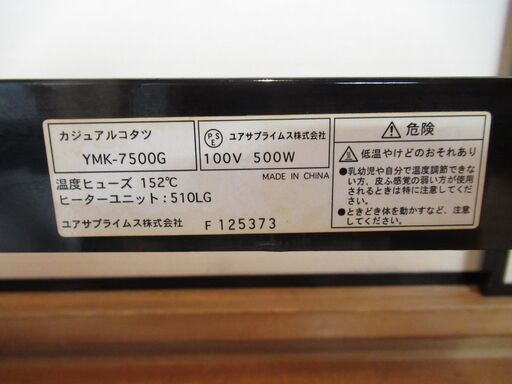 カジュアルコタツ
YMK-7500G
PSE
ユアサプライムス株式会社
100V 500W
MADE IN CHINA
温度ヒューズ 152℃
ヒーターユニット:510LG
ユアサプライムス株式会社
F 125373
⚠危険
低温やけどのおそれあり
●乳幼児や自分で温度調節できな
い方、皮ふ感覚の弱い方が使用
されるときは特に注意してください。
●ときどき体を動かすなど、注意
してください。